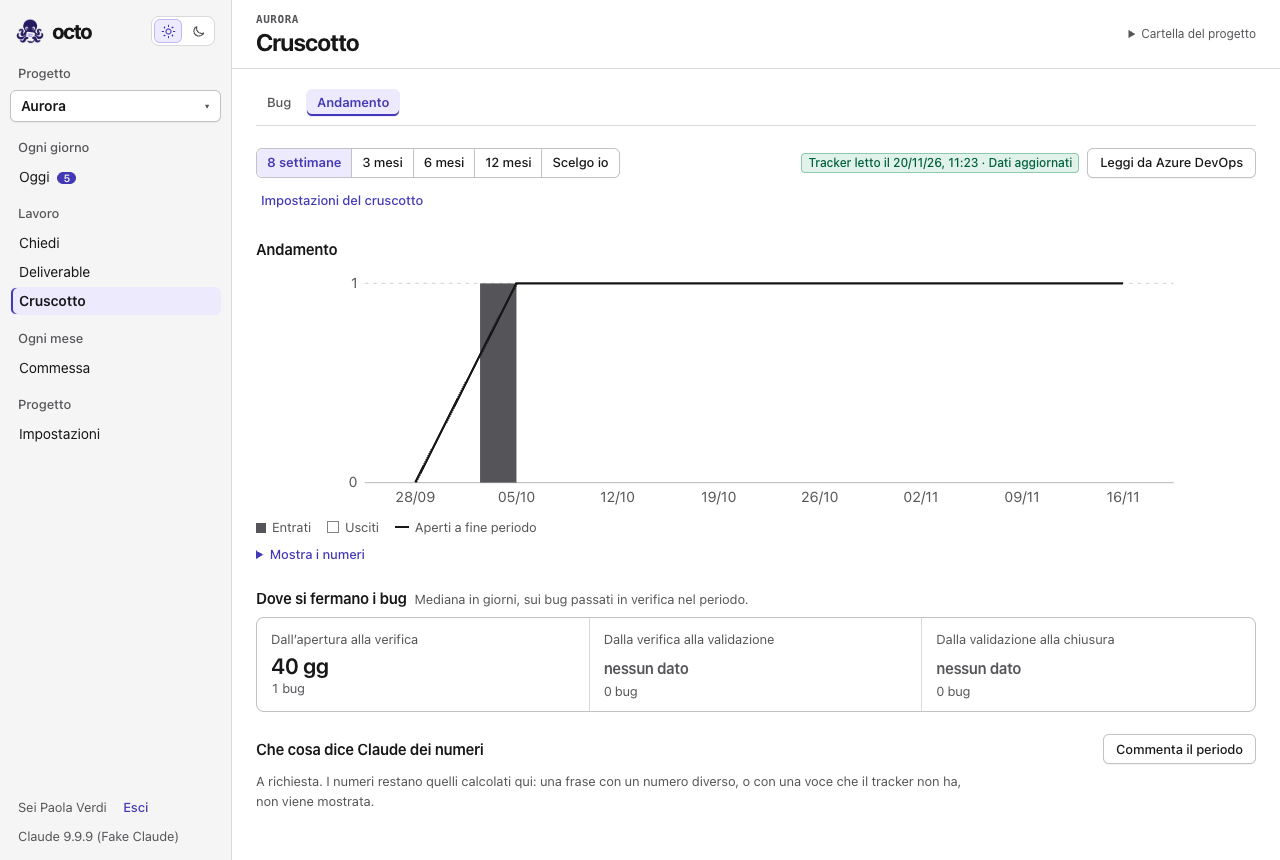 octo
Progetto
Aurora
Ogni giorno
Oggi 5
Lavoro
Chiedi
Deliverable
Cruscotto
Ogni mese
Commessa
Progetto
Impostazioni
Sei Paola Verdi Esci
Claude 9.9.9 (Fake Claude)
AURORA
Cruscotto
Cartella del progetto
Bug Andamento
8 settimane 3 mesi 6 mesi 12 mesi Scelgo io
Tracker letto il 20/11/26, 11:23 · Dati aggiornati
Leggi da Azure DevOps
Impostazioni del cruscotto
Andamento
1
0
28/09 05/10 12/10 19/10 26/10 02/11 09/11 16/11
Entrati Usciti Aperti a fine periodo
Mostra i numeri
Dove si fermano i bug Mediana in giorni, sui bug passati in verifica nel periodo.
Dall'apertura alla verifica
40 gg
1 bug
Dalla verifica alla validazione
nessun dato
0 bug
Dalla validazione alla chiusura
nessun dato
0 bug
Che cosa dice Claude dei numeri
Commenta il periodo
A richiesta. I numeri restano quelli calcolati qui: una frase con un numero diverso, o con una voce che il tracker non ha,
non viene mostrata.